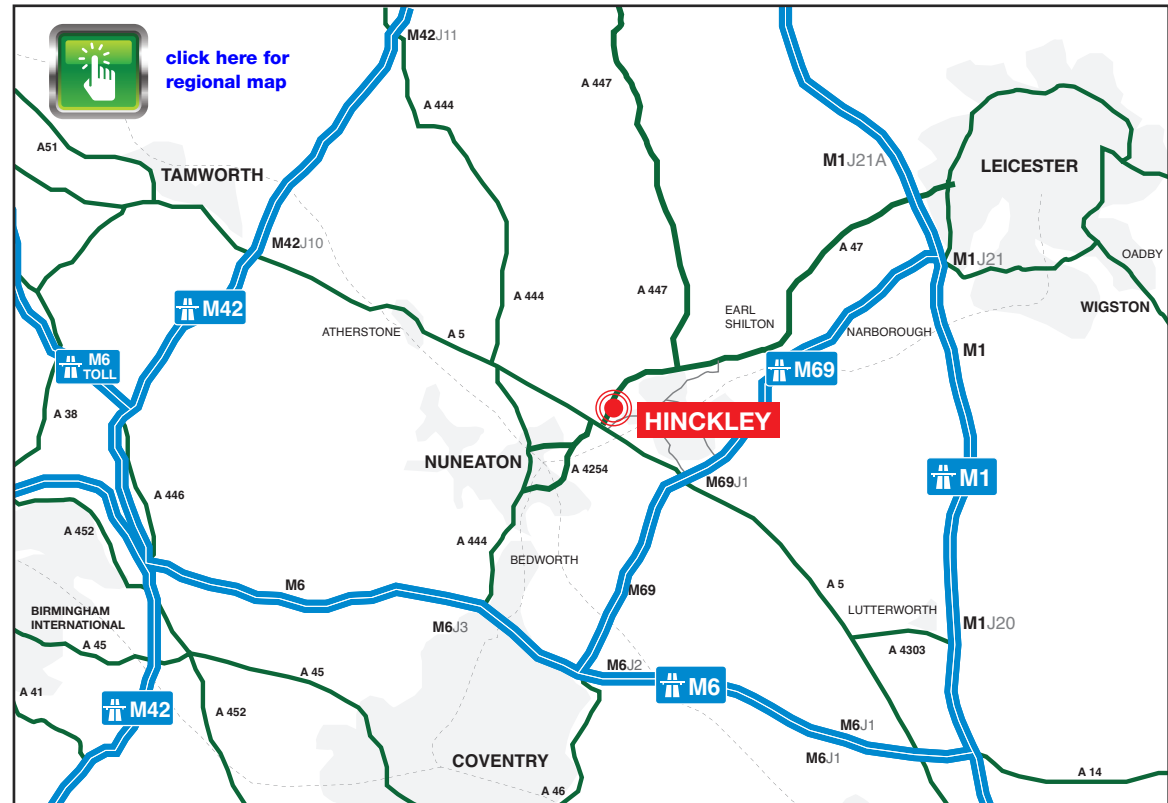 click here for
regional map
M42J11
A 444
A 447
A51
TAMWORTH
M1J21A
LEICESTER
M42J10
A 47
M1J21
OADBY
M42
A 444
A 447
EARL
SHILTON
WIGSTON
ATHERSTONE
A 5
NARBOROUGH
M1
M6
TOLL
M69
A 38
HINCKLEY
NUNEATON
A 4254
M69J1
M1
A 446
A 452
A 444
BEDWORTH
M6
M69
A 5
LUTTERWORTH
BIRMINGHAM
INTERNATIONAL
M6J3
M1J20
A 45
A 4303
A 45
M6J2
M6
A 41
A 452
M42
M6J1
M6J1
COVENTRY
A 14
A 46